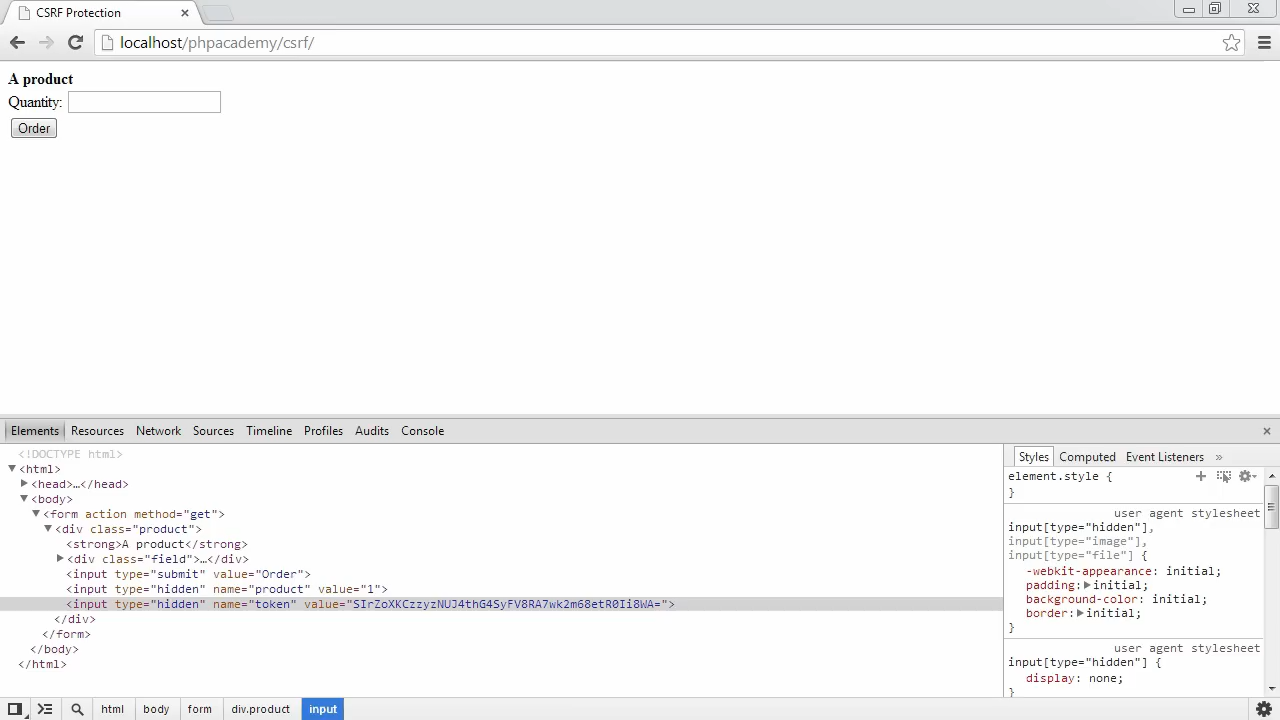 CSRF Protection
localhost/phpacademy/csrf/
A product
Quantity:
Order
Elements Resources Network Sources Timeline Profiles Audits Console
<!DOCTYPE html>
<html>
<head>…</head>
<body>
<form action method="get">
<div class="product">
<strong>A product</strong>
<div class="field">…</div>
<input type="submit" value="Order">
<input type="hidden" name="product" value="1">
<input type="hidden" name="token" value="SIrZoXKCzzyzNUJ4thG4SyFV8RA7wk2m68etR0Ii8WA=">
</div>
</form>
</body>
</html>
Styles Computed Event Listeners »
element.style {
}
user agent stylesheet
input[type="hidden"],
input[type="image"],
input[type="file"] {
-webkit-appearance: initial;
padding: initial;
background-color: initial;
border: initial;
}
user agent stylesheet
input[type="hidden"] {
display: none;
}
html body form div.product input